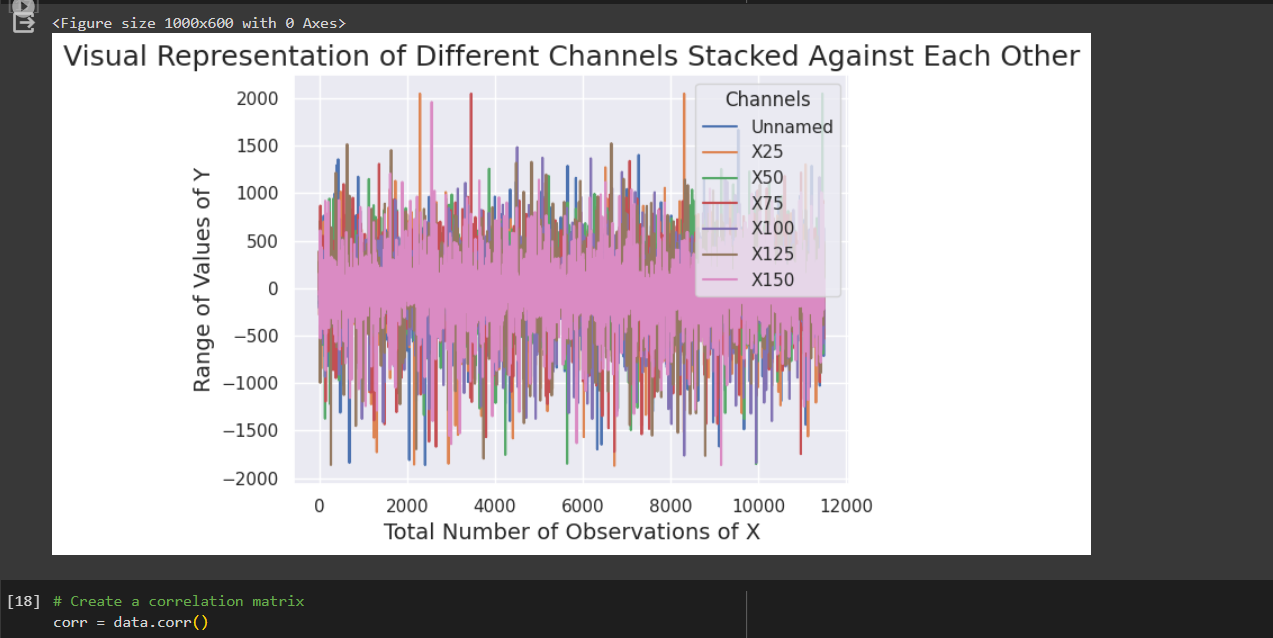 <Figure size 1000x600 with 0 Axes>
Visual Representation of Different Channels Stacked Against Each Other
Channels
Unnamed
X25
X50
X75
X100
X125
X150
Range of Values of Y
2000
1500
1000
500
0
−500
−1000
−1500
−2000
0 2000 4000 6000 8000 10000 12000
Total Number of Observations of X
[18] # Create a correlation matrix
corr = data.corr()